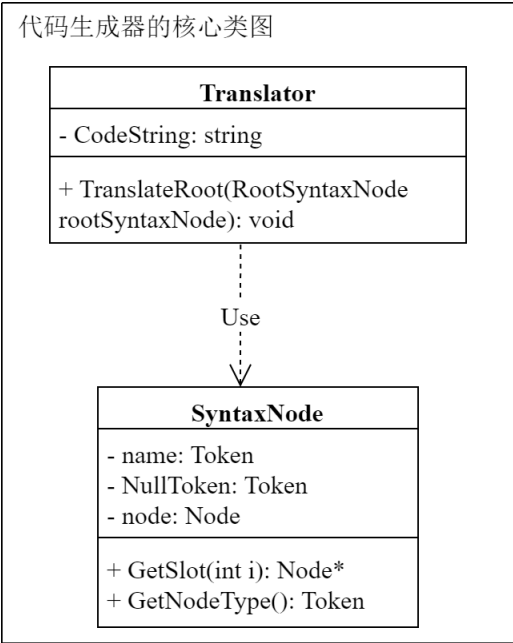 代码生成器的核心类图
Translator
- CodeString: string
+ TranslateRoot(RootSyntaxNode
rootSyntaxNode): void
Use
SyntaxNode
- name: Token
- NullToken: Token
- node: Node
+ GetSlot(int i): Node*
+ GetNodeType(): Token